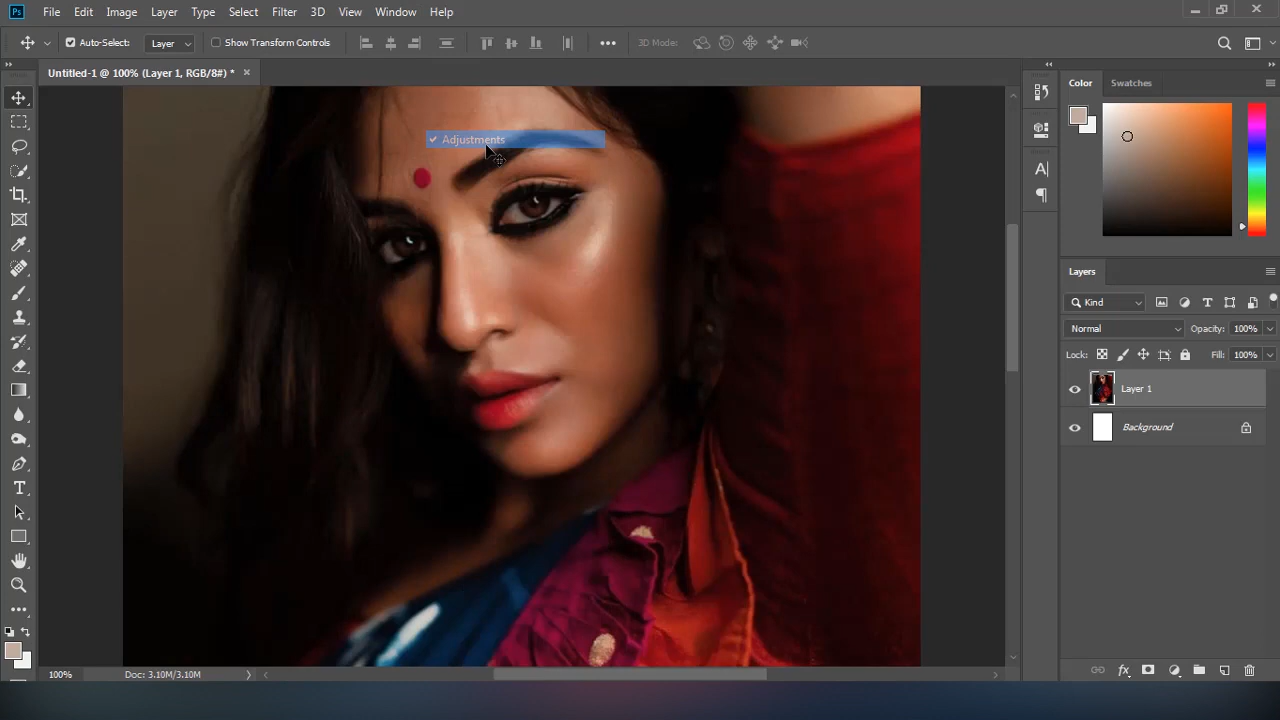 Ps File Edit Image Layer Type Select Filter 3D View Window Help
Auto-Select: Layer Show Transform Controls 3D Mode:
Untitled-1 @ 100% (Layer 1, RGB/8#) * ×
✓ Adjustments
Color Swatches
Layers
Kind
Normal Opacity: 100%
Lock: Fill: 100%
Layer 1
Background
100% Doc: 3.10M/3.10M